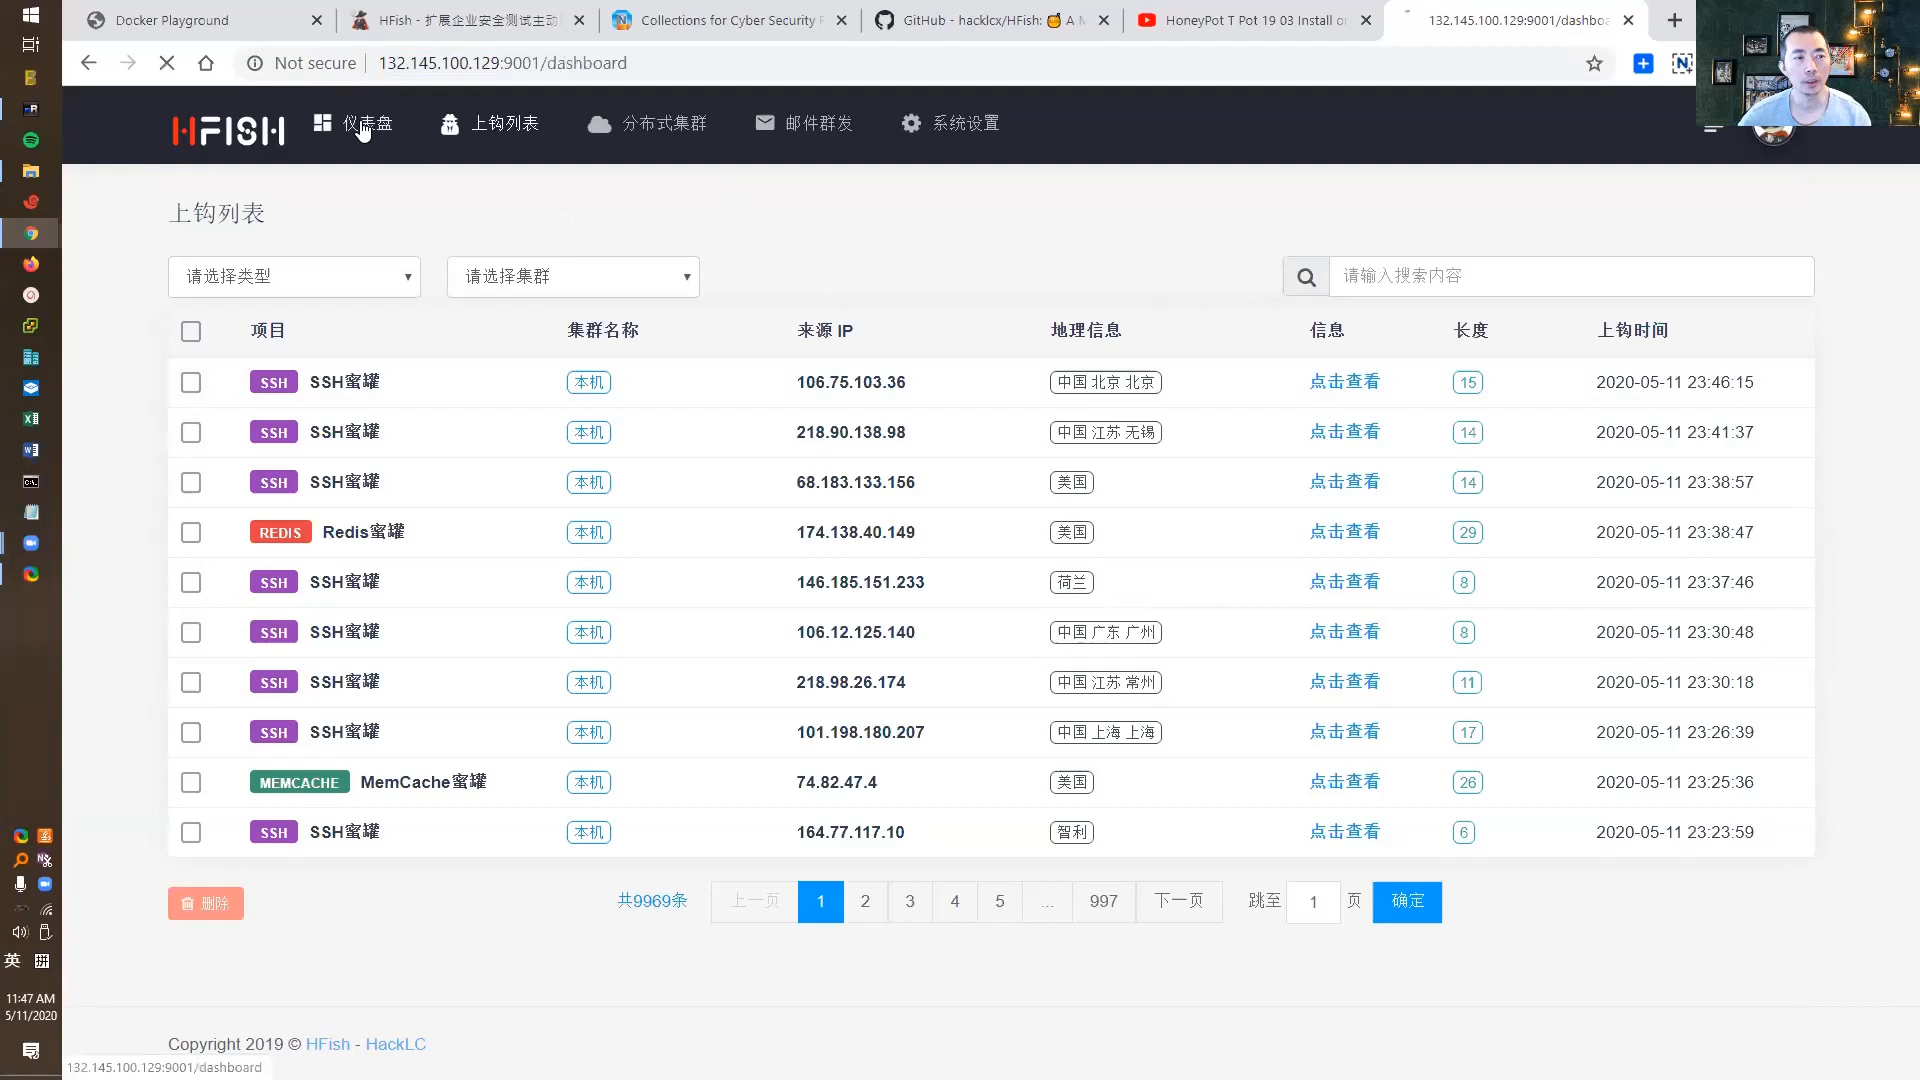 Docker Playground
HFish - 扩展企业安全测试主动
Collections for Cyber Security
GitHub - hacklcx/HFish: 🍯 A M
HoneyPot T Pot 19 03 Install o
132.145.100.129:9001/dashboa
Not secure
132.145.100.129:9001/dashboard
HFISH
仪表盘
上钩列表
分布式集群
邮件群发
系统设置
上钩列表
请选择类型
请选择集群
请输入搜索内容
项目 集群名称 来源 IP 地理信息 信息 长度 上钩时间
SSH SSH蜜罐 本机 106.75.103.36 中国 北京 北京 点击查看 15 2020-05-11 23:46:15
SSH SSH蜜罐 本机 218.90.138.98 中国 江苏 无锡 点击查看 14 2020-05-11 23:41:37
SSH SSH蜜罐 本机 68.183.133.156 美国 点击查看 14 2020-05-11 23:38:57
REDIS Redis蜜罐 本机 174.138.40.149 美国 点击查看 29 2020-05-11 23:38:47
SSH SSH蜜罐 本机 146.185.151.233 荷兰 点击查看 8 2020-05-11 23:37:46
SSH SSH蜜罐 本机 106.12.125.140 中国 广东 广州 点击查看 8 2020-05-11 23:30:48
SSH SSH蜜罐 本机 218.98.26.174 中国 江苏 常州 点击查看 11 2020-05-11 23:30:18
SSH SSH蜜罐 本机 101.198.180.207 中国 上海 上海 点击查看 17 2020-05-11 23:26:39
MEMCACHE MemCache蜜罐 本机 74.82.47.4 美国 点击查看 26 2020-05-11 23:25:36
SSH SSH蜜罐 本机 164.77.117.10 智利 点击查看 6 2020-05-11 23:23:59
删除
共9969条 上一页 1 2 3 4 5 ... 997 下一页 跳至 1 页 确定
Copyright 2019 © HFish - HackLC
132.145.100.129:9001/dashboard
英 拼
11:47 AM
5/11/2020